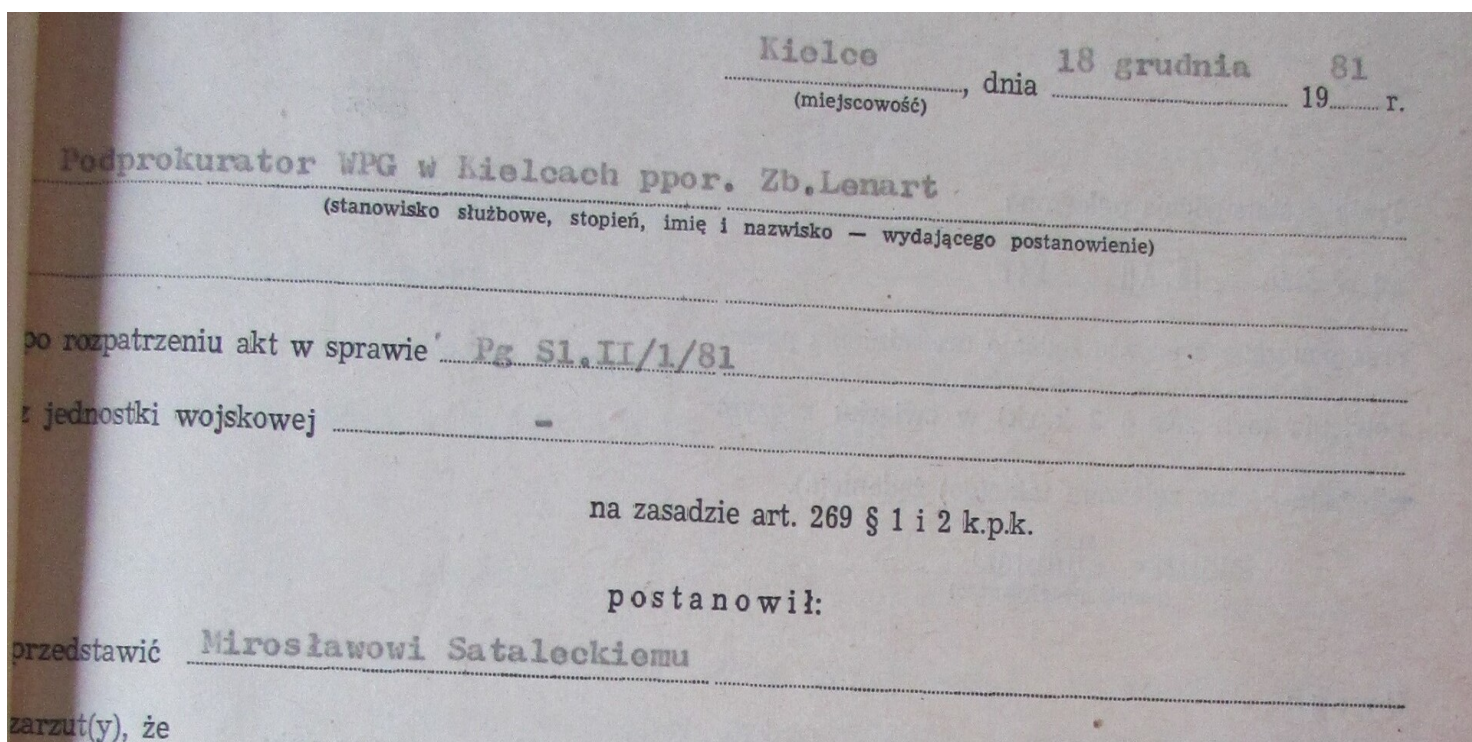 Kielce, dnia 18 grudnia 1981 r.
(miejscowość)
Podprokurator WPG w Kielcach ppor. Zb.Lenart
(stanowisko służbowe, stopień, imię i nazwisko — wydającego postanowienie)
po rozpatrzeniu akt w sprawie Pg Sl.II/1/81
z jednostki wojskowej -
na zasadzie art. 269 § 1 i 2 k.p.k.
postanowił:
przedstawić Mirosławowi Sataleckiemu
zarzut(y), że